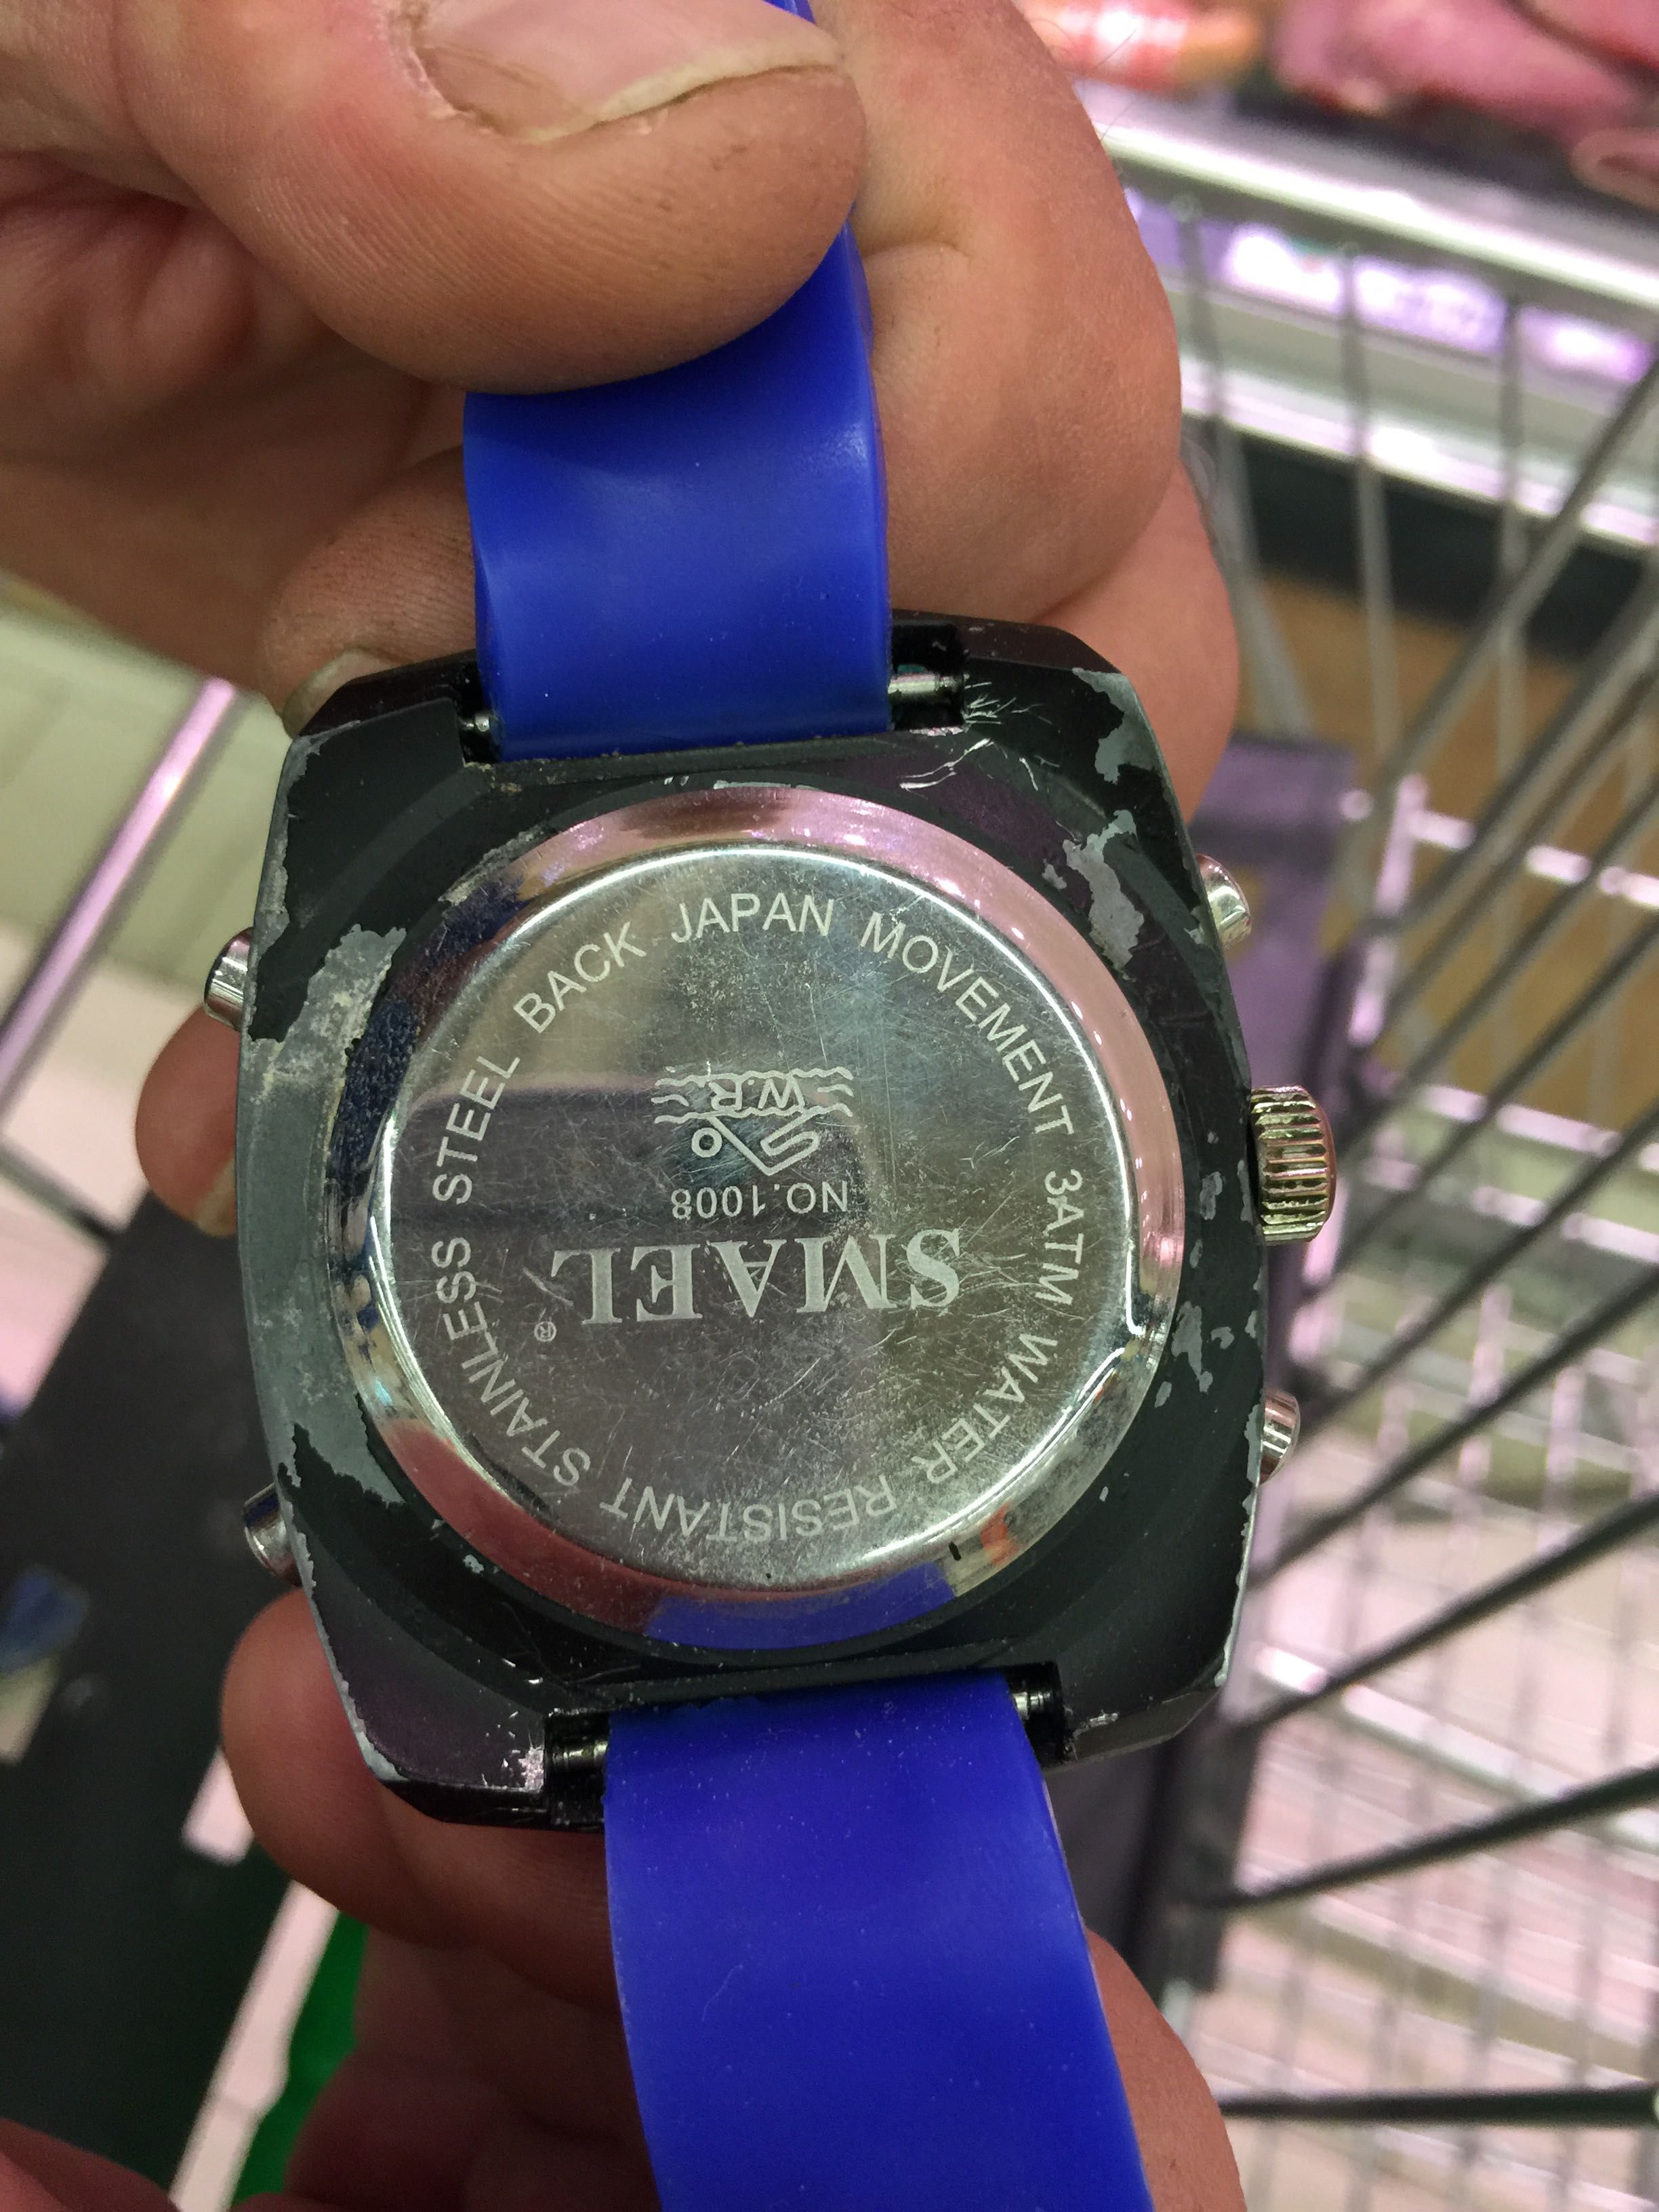 SMAEL®
NO.1008
W.R.
STAINLESS STEEL BACK JAPAN MOVEMENT 3ATM WATER RESISTANT